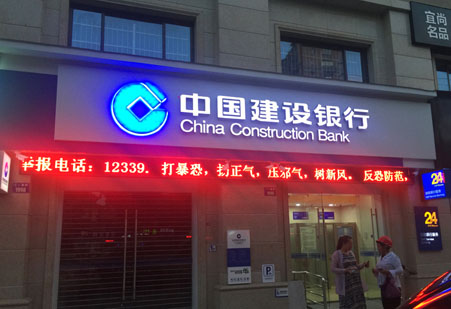 宜尚
名品
中国建设银行
China Construction Bank
举报电话：12339．打暴恐，扬正气，压邪气，树新风． 反恐防范，
24
24
P